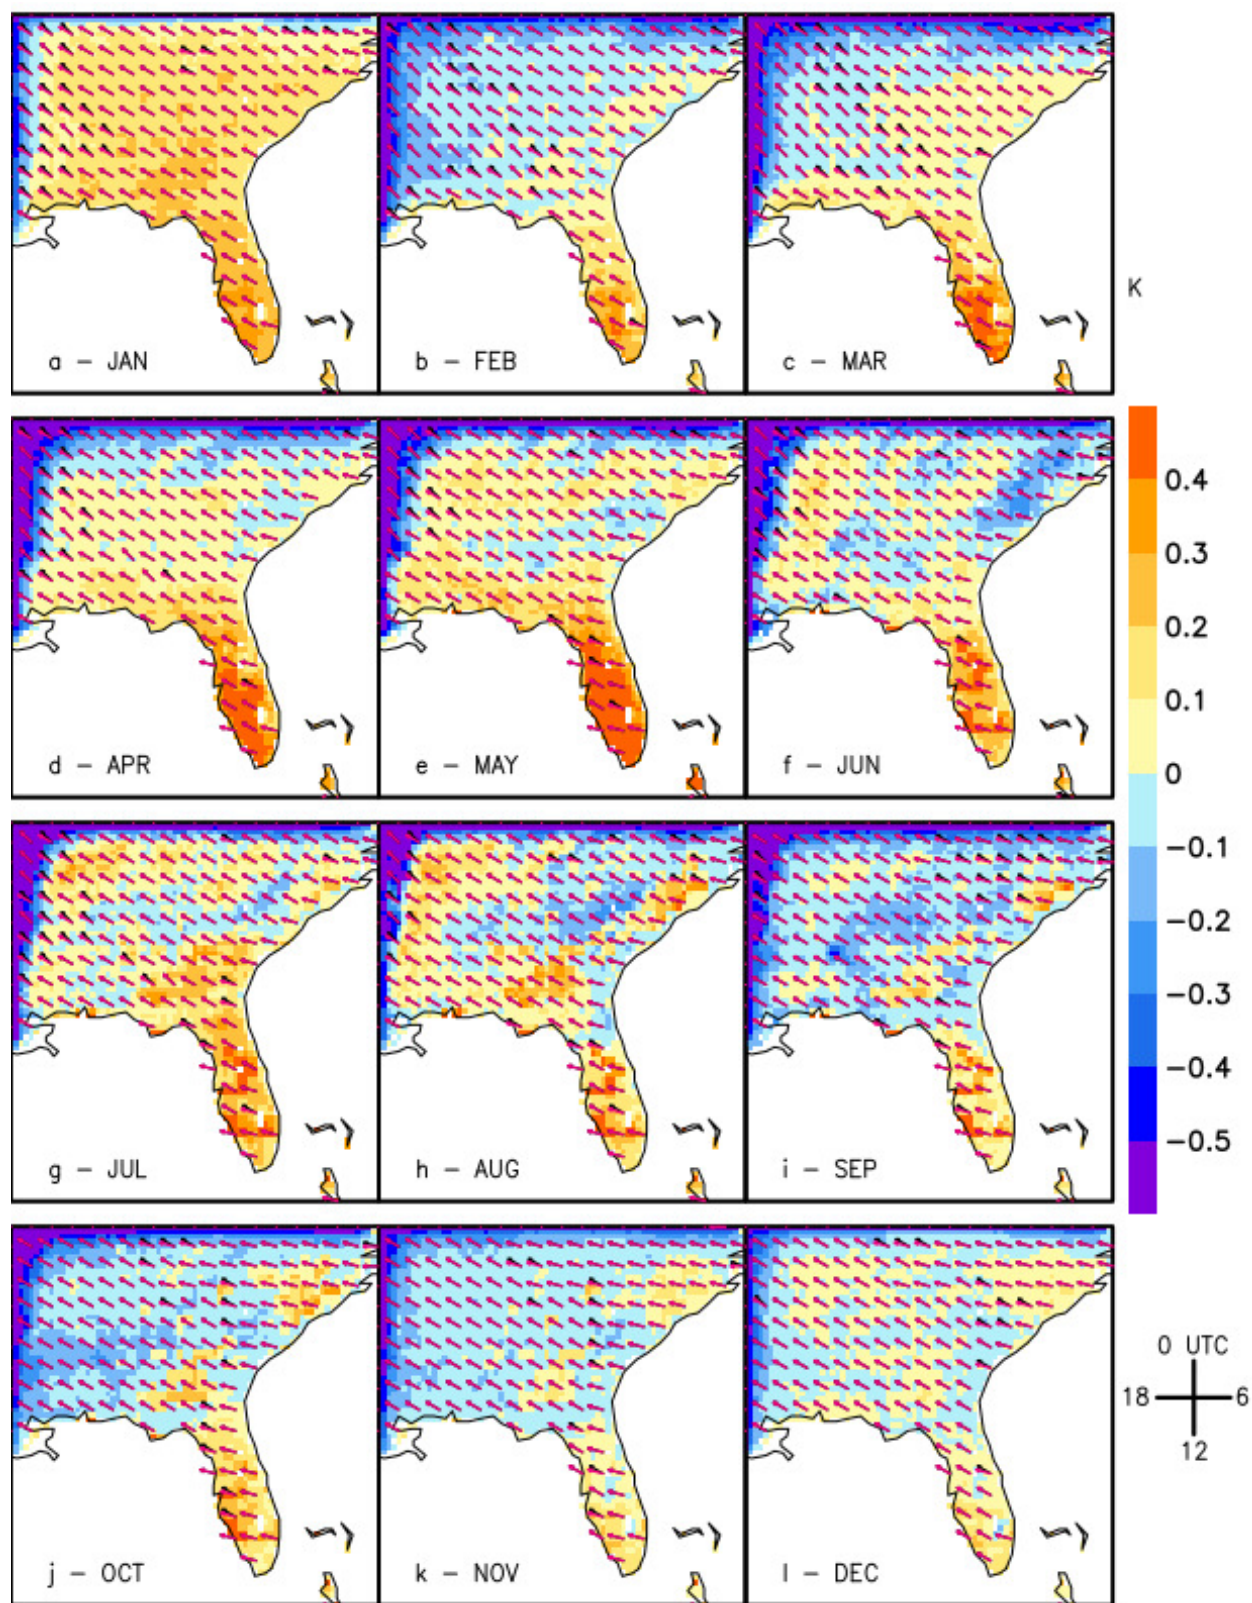 a – JAN
b – FEB
c – MAR
K
d – APR
e – MAY
f – JUN
0.4
0.3
0.2
0.1
0
−0.1
−0.2
−0.3
−0.4
−0.5
g – JUL
h – AUG
i – SEP
j – OCT
k – NOV
l – DEC
0 UTC
18 6
12